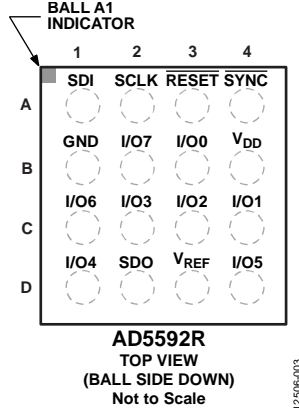 BALL A1
INDICATOR
1 2 3 4
A SDI SCLK RESET SYNC
B GND I/O7 I/O0 VDD
C I/O6 I/O3 I/O2 I/O1
D I/O4 SDO VREF I/O5
AD5592R
TOP VIEW
(BALL SIDE DOWN)
Not to Scale
12506-003